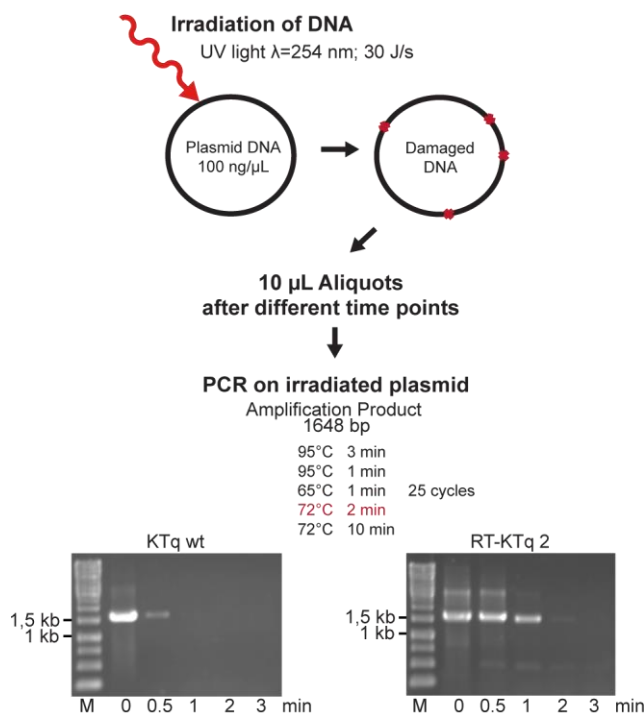 Irradiation of DNA
UV light λ=254 nm; 30 J/s
Plasmid DNA
100 ng/µL
Damaged
DNA
10 µL Aliquots
after different time points
PCR on irradiated plasmid
Amplification Product
1648 bp
95°C 3 min
95°C 1 min
65°C 1 min 25 cycles
72°C 2 min
72°C 10 min
KTq wt
1,5 kb
1 kb
M 0 0.5 1 2 3 min
RT-KTq 2
1,5 kb
1 kb
M 0 0.5 1 2 3 min